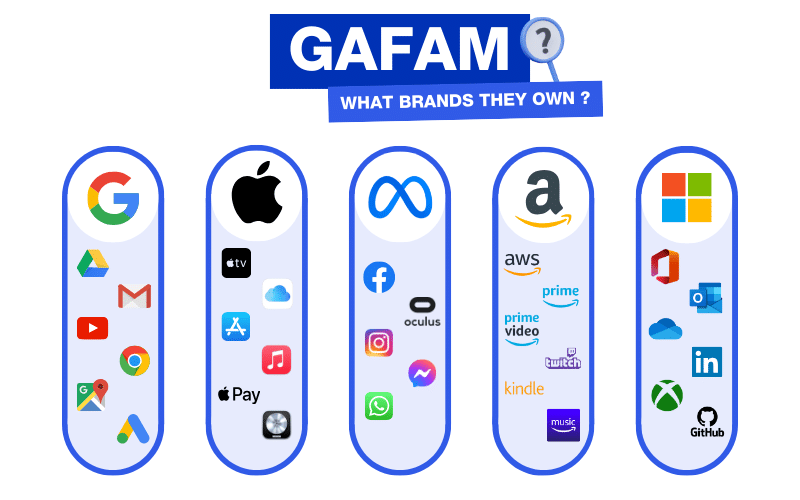 GAFAM
?
WHAT BRANDS THEY OWN ?
G
a
tv
oculus
Pay
aws
prime
prime
video
twitch
kindle
music
O
in
GitHub